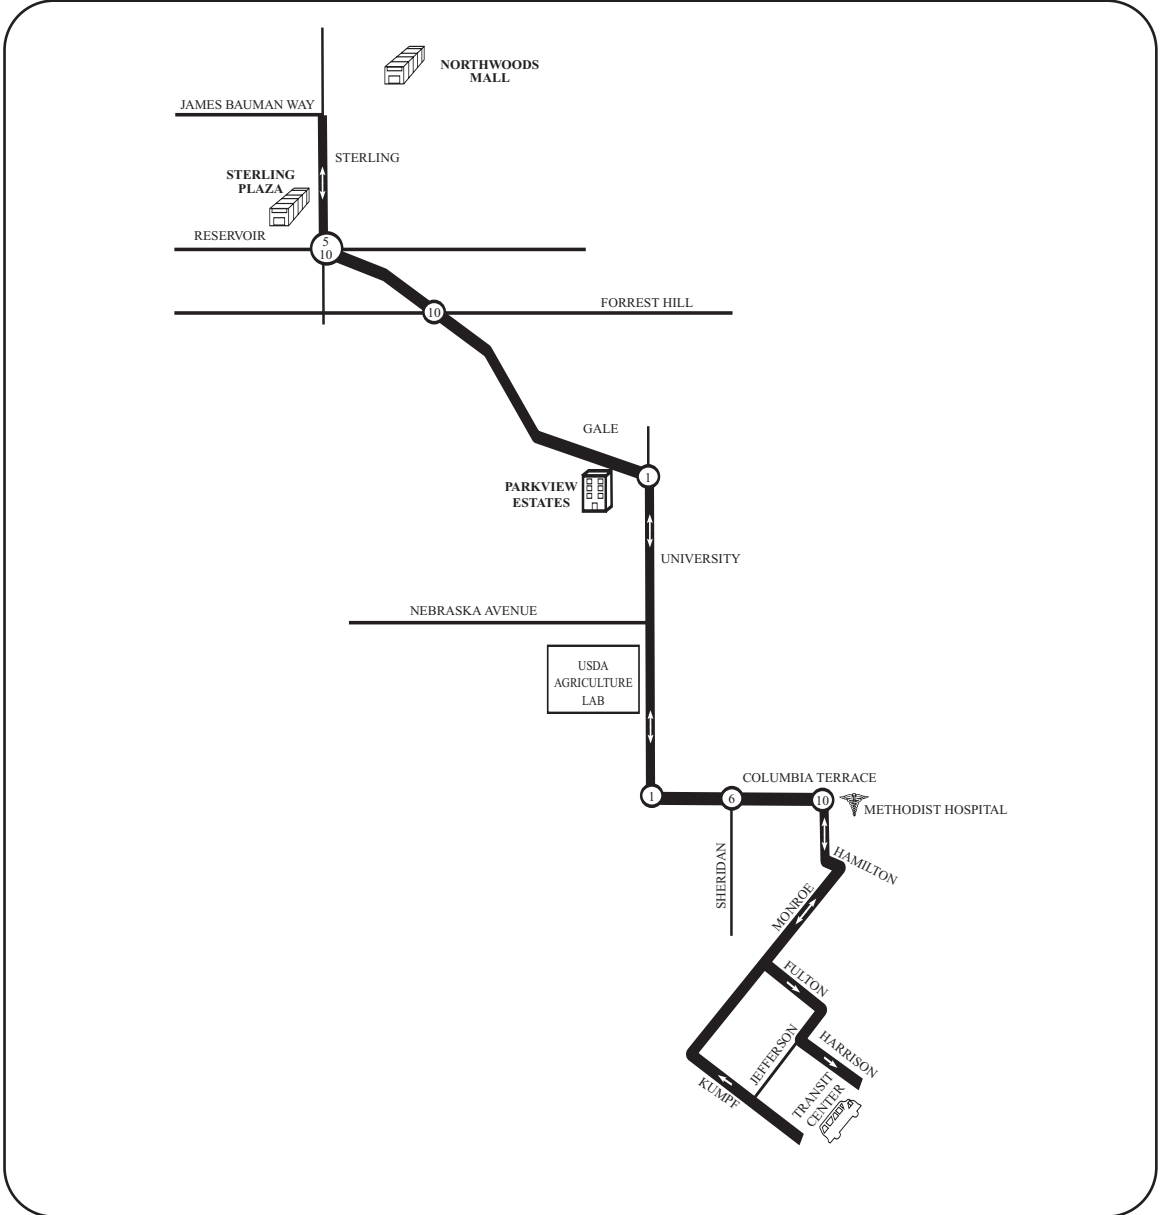 NORTHWOODS
MALL
JAMES BAUMAN WAY
STERLING
STERLING
PLAZA
RESERVOIR
5
10
FORREST HILL
10
GALE
PARKVIEW
ESTATES
1
UNIVERSITY
NEBRASKA AVENUE
USDA
AGRICULTURE
LAB
COLUMBIA TERRACE
1
6
10
METHODIST HOSPITAL
SHERIDAN
HAMILTON
MONROE
FULTON
JEFFERSON
HARRISON
KUMPF
TRANSIT
CENTER